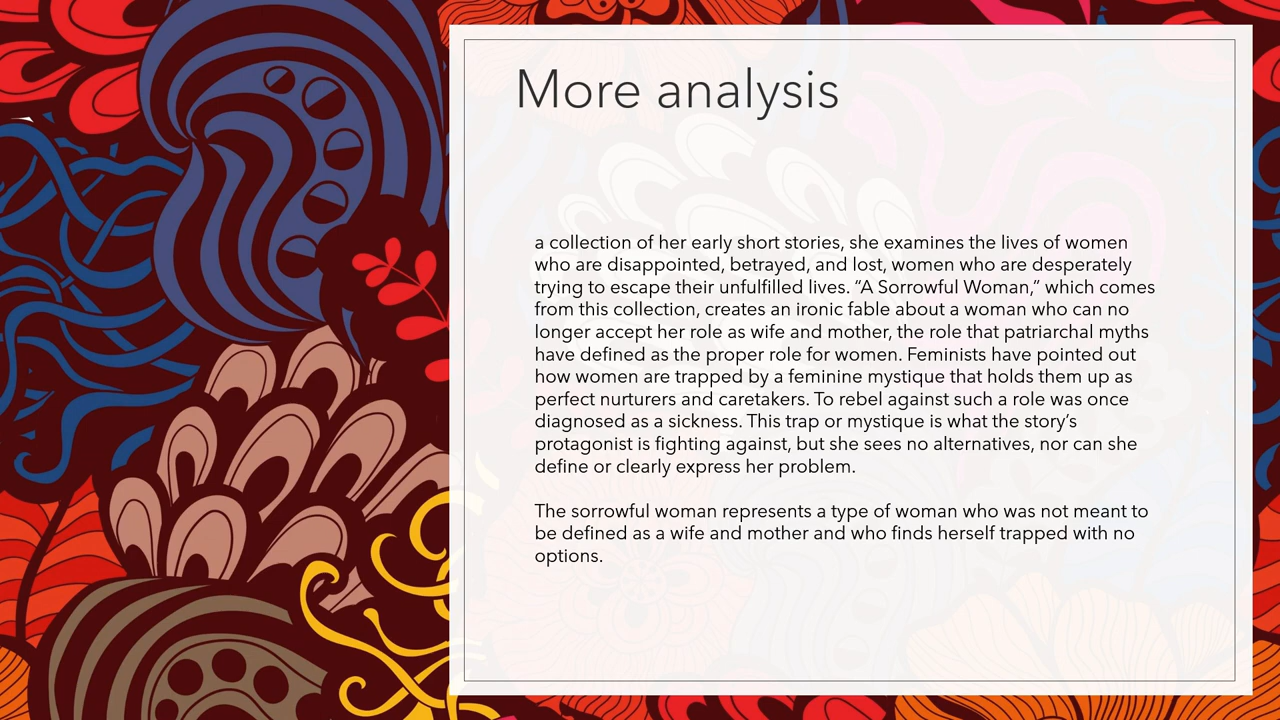 More analysis
a collection of her early short stories, she examines the lives of women
who are disappointed, betrayed, and lost, women who are desperately
trying to escape their unfulfilled lives. “A Sorrowful Woman,” which comes
from this collection, creates an ironic fable about a woman who can no
longer accept her role as wife and mother, the role that patriarchal myths
have defined as the proper role for women. Feminists have pointed out
how women are trapped by a feminine mystique that holds them up as
perfect nurturers and caretakers. To rebel against such a role was once
diagnosed as a sickness. This trap or mystique is what the story’s
protagonist is fighting against, but she sees no alternatives, nor can she
define or clearly express her problem.
The sorrowful woman represents a type of woman who was not meant to
be defined as a wife and mother and who finds herself trapped with no
options.